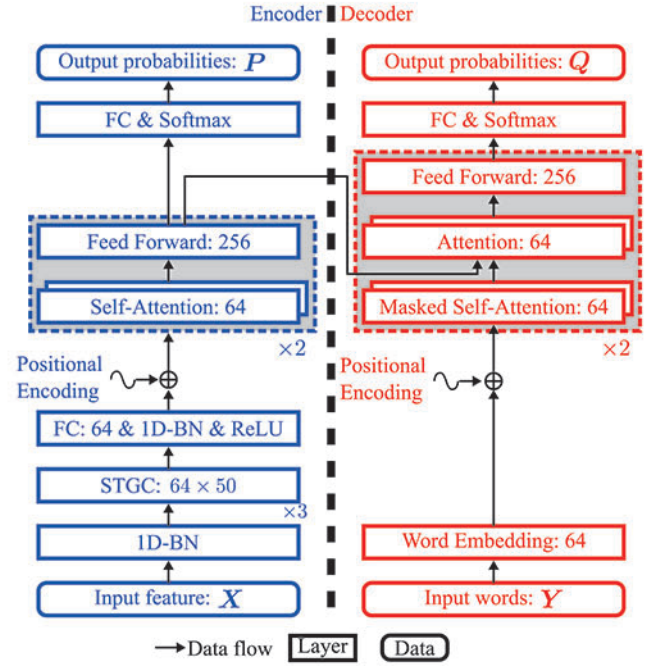 Encoder
Decoder
Output probabilities: P
FC & Softmax
Feed Forward: 256
Self-Attention: 64
×2
Positional
Encoding
FC: 64 & 1D-BN & ReLU
STGC: 64 × 50
×3
1D-BN
Input feature: X
Output probabilities: Q
FC & Softmax
Feed Forward: 256
Attention: 64
Masked Self-Attention: 64
×2
Positional
Encoding
Word Embedding: 64
Input words: Y
Data flow
Layer
Data